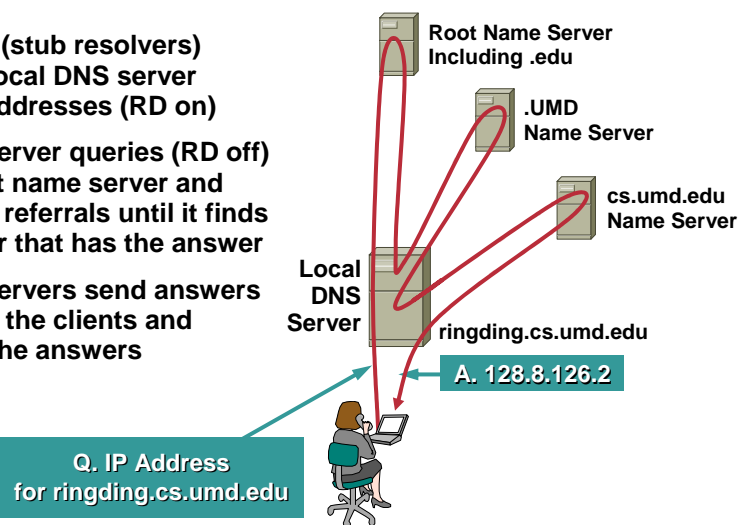 (stub resolvers)
ocal DNS server
ddresses (RD on)
erver queries (RD off)
t name server and
referrals until it finds
r that has the answer
ervers send answers
the clients and
he answers
Root Name Server
Including .edu
.UMD
Name Server
cs.umd.edu
Name Server
Local
DNS
Server
ringding.cs.umd.edu
A. 128.8.126.2
Q. IP Address
for ringding.cs.umd.edu